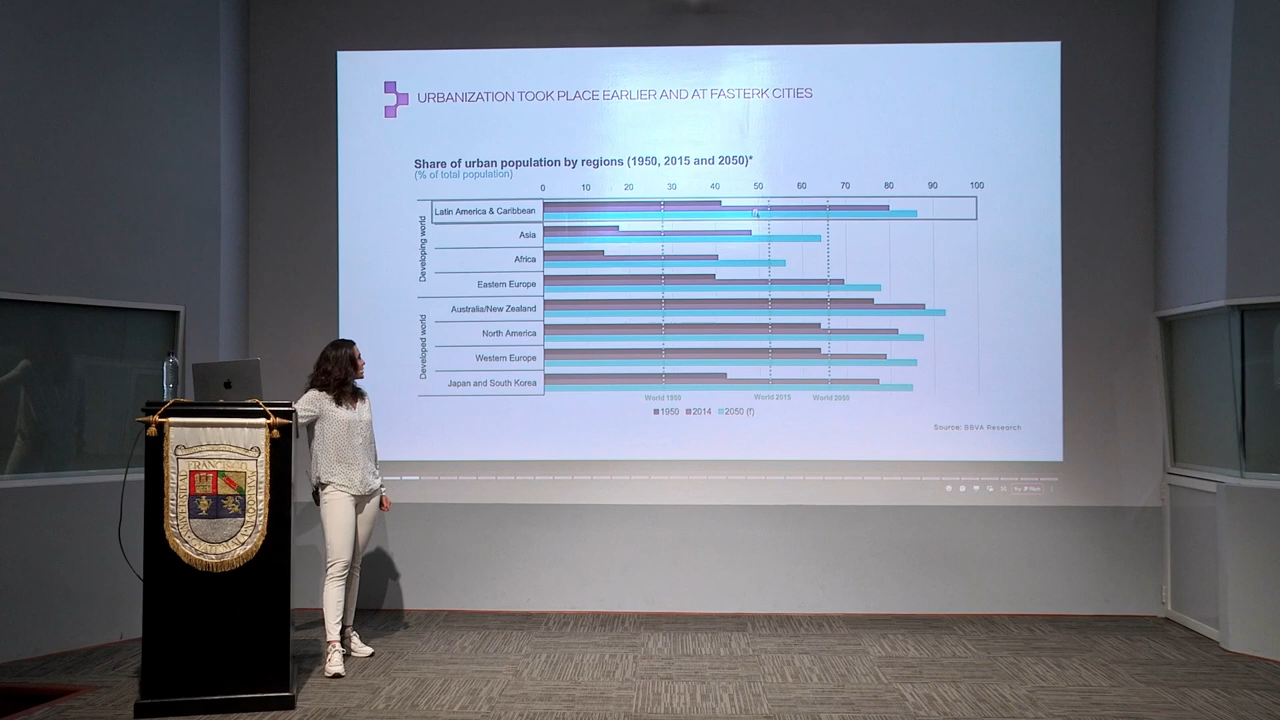 URBANIZATION TOOK PLACE EARLIER AND AT FASTERK CITIES
Share of urban population by regions (1950, 2015 and 2050)*
(% of total population)
0 10 20 30 40 50 60 70 80 90 100
Developing world
Latin America & Caribbean
Asia
Africa
Eastern Europe
Developed world
Australia/New Zealand
North America
Western Europe
Japan and South Korea
World 1950 World 2015 World 2050
1950 2014 2050 (f)
Source: BBVA Research
FRANCISCO